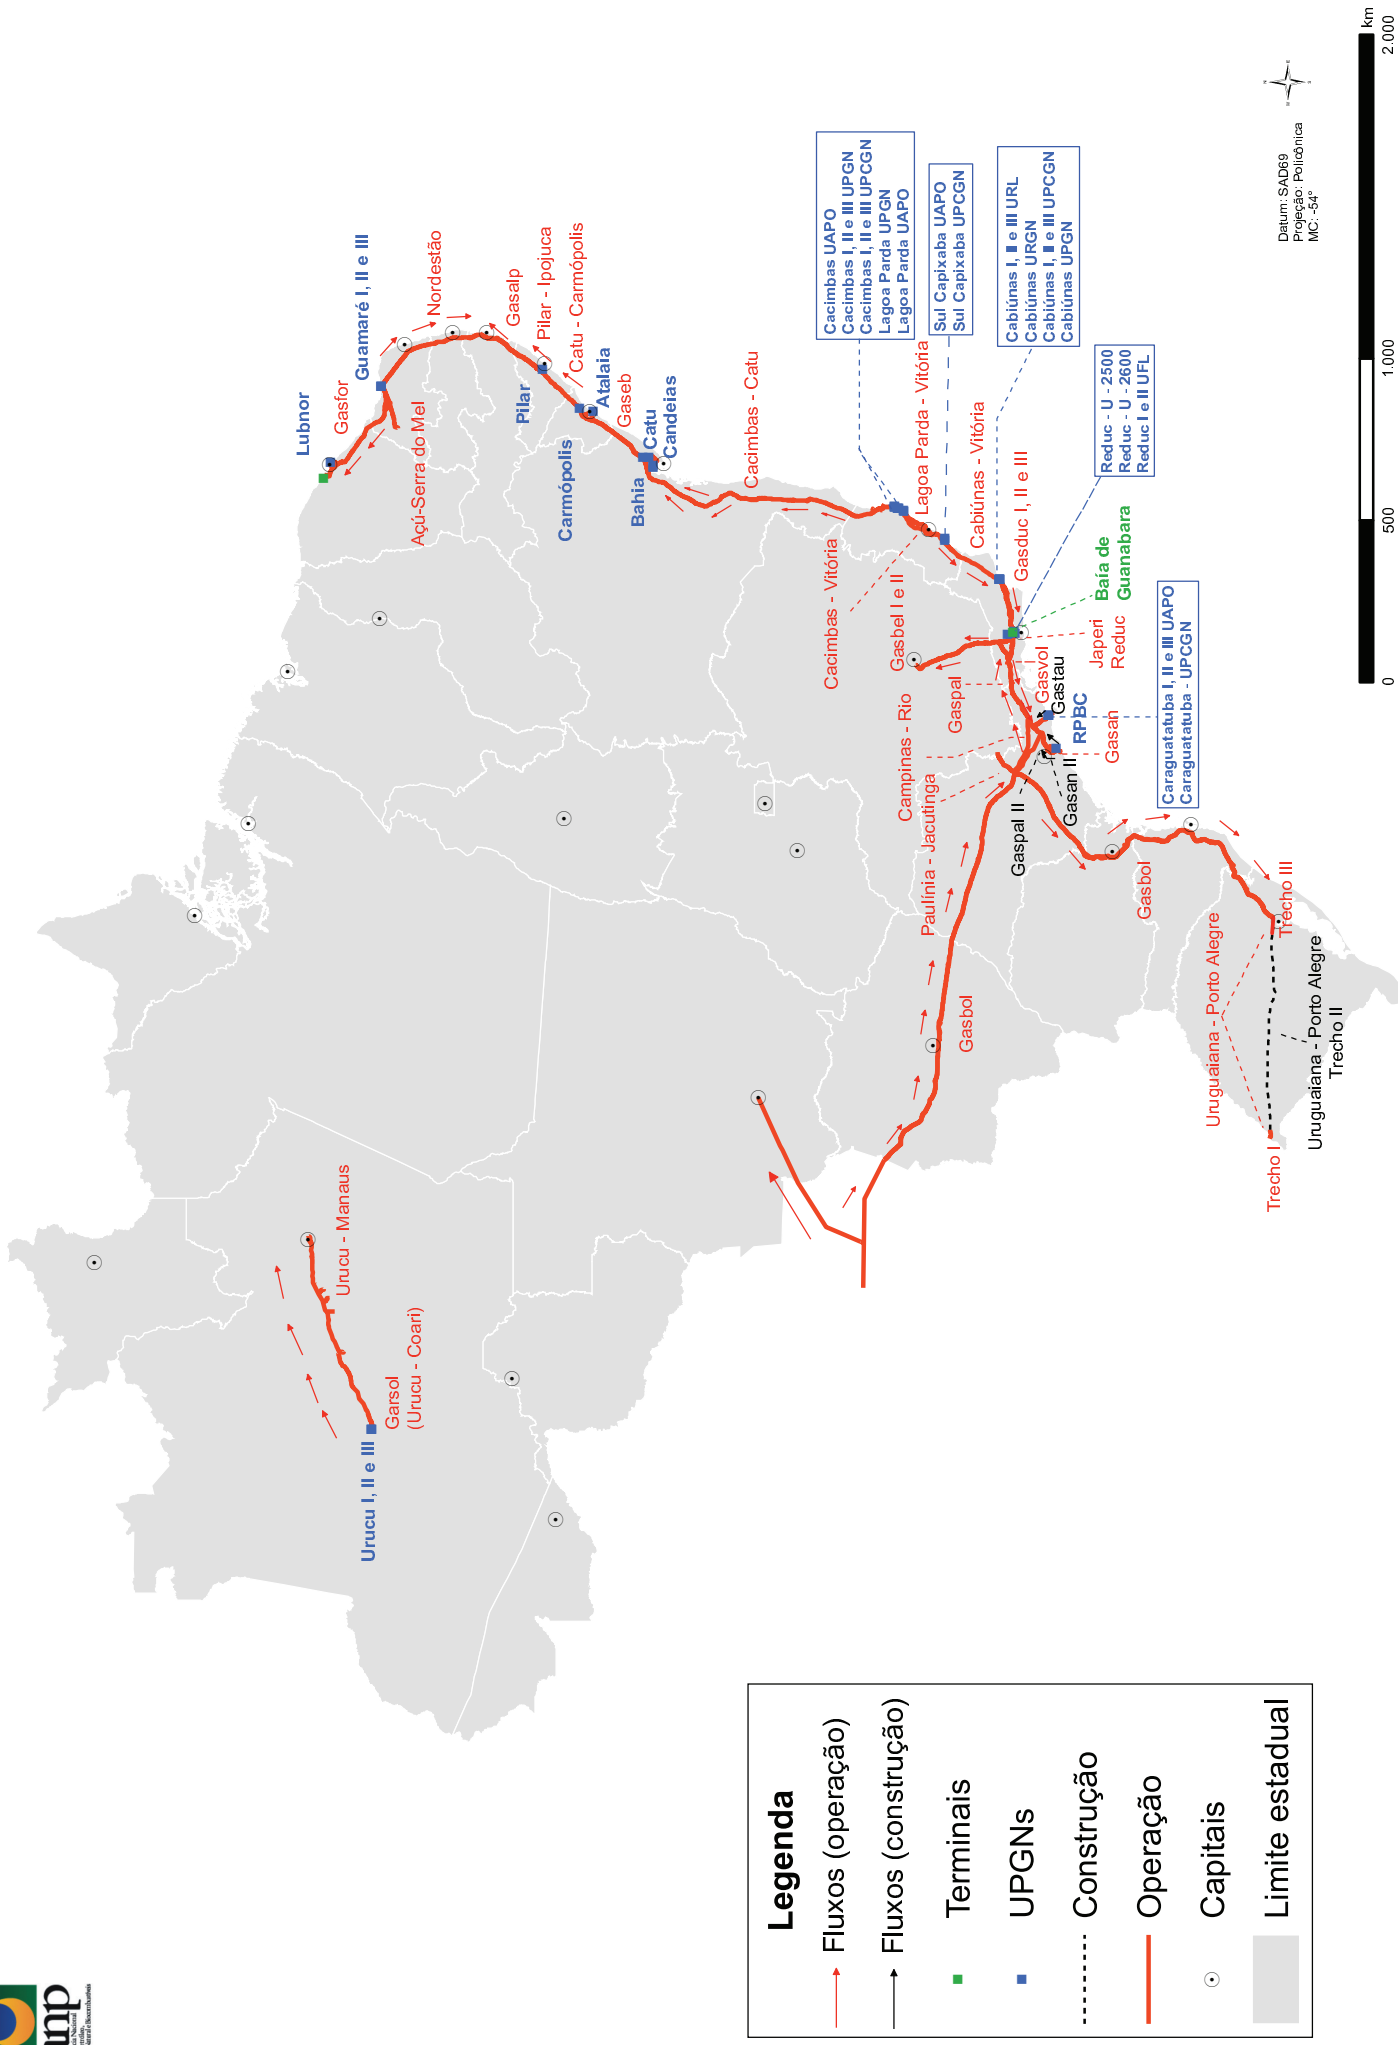 Lubnor
Gasfor
Guamaré I, II e III
Nordestão
Açú-Serra do Mel
Gasalp
Pilar - Ipojuca
Pilar
Catu - Carmópolis
Carmópolis
Atalaia
Gaseb
Catu
Candeias
Bahia
Cacimbas - Catu
Urucu - Manaus
Garsol
(Urucu - Coari)
Urucu I, II e III
Cacimbas UAPO
Cacimbas I, II e III UPGN
Cacimbas I, II e III UPCGN
Lagoa Parda UPGN
Lagoa Parda UAPO
Sul Capixaba UAPO
Sul Capixaba UPCGN
Cabiúnas I, II e III URL
Cabiúnas URGN
Cabiúnas I, II e III UPCGN
Cabiúnas UPGN
Reduc - U - 2500
Reduc - U - 2600
Reduc I e II UFL
Caraguatatuba I, II e III UAPO
Caraguatatuba - UPCGN
Cacimbas - Vitória
Lagoa Parda - Vitória
Cabiúnas - Vitória
Gasduc I, II e III
Gasbel I e II
Baía de
Guanabara
Japeri
Reduc
Gaspal
Gasvol
Gastau
RPBC
Gasan
Campinas - Rio
Paulínia - Jacutinga
Gaspal II
Gasan II
Gasbol
Gasbol
Uruguaiana - Porto Alegre
Trecho I
Trecho III
Uruguaiana - Porto Alegre
Trecho II
Datum: SAD69
Projeção: Policônica
MC: -54°
0 500 1.000 2.000
km
Legenda
Fluxos (operação)
Fluxos (construção)
Terminais
UPGNs
Construção
Operação
Capitais
Limite estadual